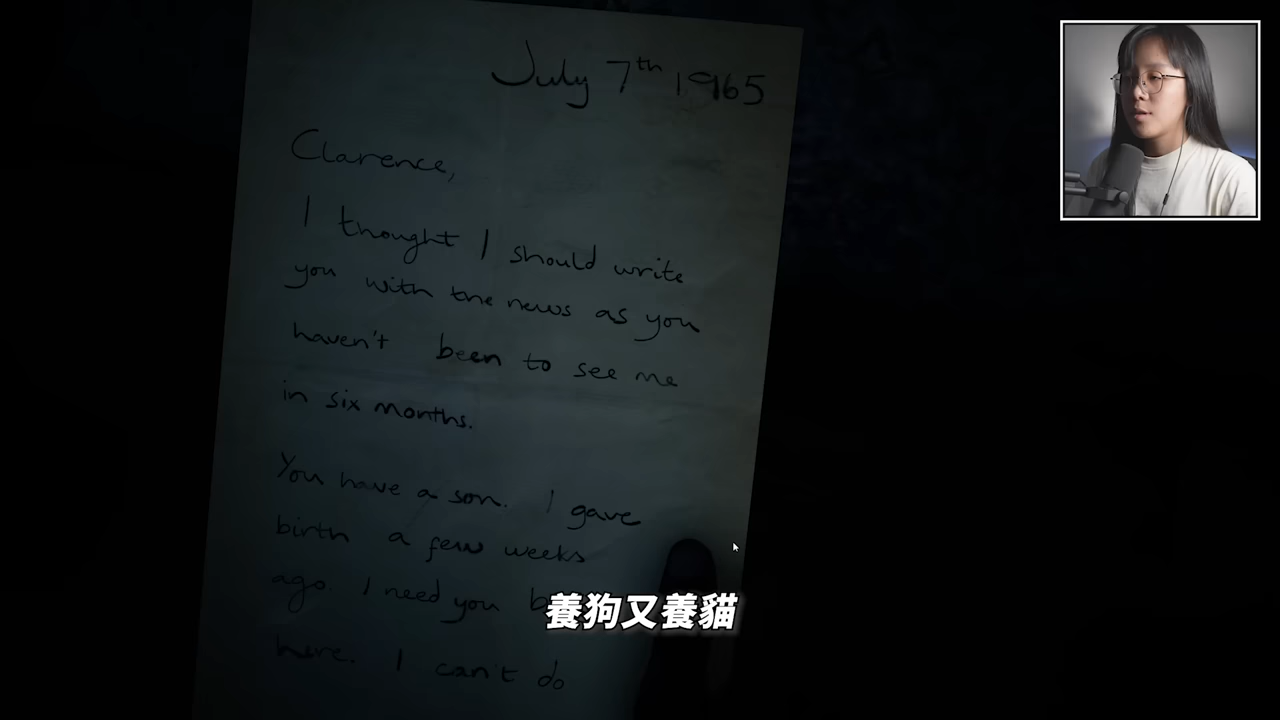 July 7th 1965
Clarence,
I thought I should write
you with the news as you
haven't been to see me
in six months.
You have a son. I gave
birth a few weeks
ago. I need you
here. I can't do
養狗又養貓